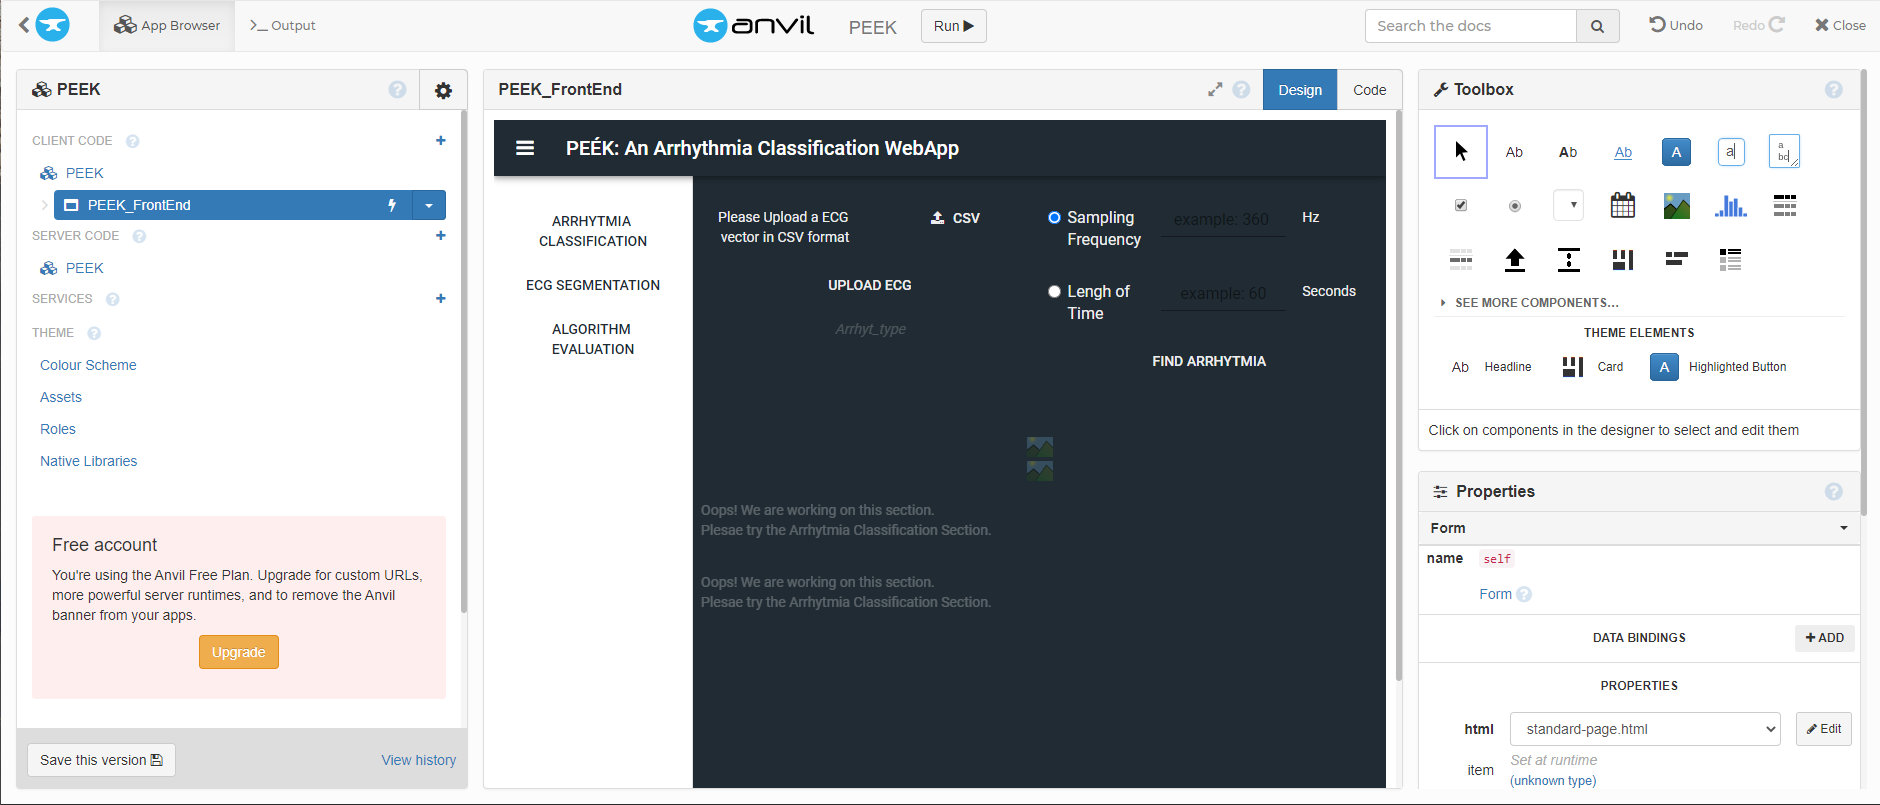 App Browser
>_ Output
anvil
PEEK
Run
Search the docs
Undo
Redo
Close
PEEK
?
CLIENT CODE ?
+
PEEK
PEEK_FrontEnd
SERVER CODE ?
+
PEEK
SERVICES ?
+
THEME ?
Colour Scheme
Assets
Roles
Native Libraries
Free account
You're using the Anvil Free Plan. Upgrade for custom URLs,
more powerful server runtimes, and to remove the Anvil
banner from your apps.
Upgrade
Save this version
View history
PEEK_FrontEnd
?
Design
Code
PEÉK: An Arrhythmia Classification WebApp
ARRHYTMIA
CLASSIFICATION
ECG SEGMENTATION
ALGORITHM
EVALUATION
Please Upload a ECG
vector in CSV format
CSV
UPLOAD ECG
Arrhyt_type
Sampling
Frequency
example: 360
Hz
Lengh of
Time
example: 60
Seconds
FIND ARRHYTMIA
Oops! We are working on this section.
Plesae try the Arrhytmia Classification Section.
Oops! We are working on this section.
Plesae try the Arrhytmia Classification Section.
Toolbox
?
Ab
Ab
Ab
A
a
a
bc
SEE MORE COMPONENTS...
THEME ELEMENTS
Ab Headline
Card
A Highlighted Button
Click on components in the designer to select and edit them
Properties
?
Form
name self
Form ?
DATA BINDINGS
+ ADD
PROPERTIES
html
standard-page.html
Edit
item
Set at runtime
(unknown type)